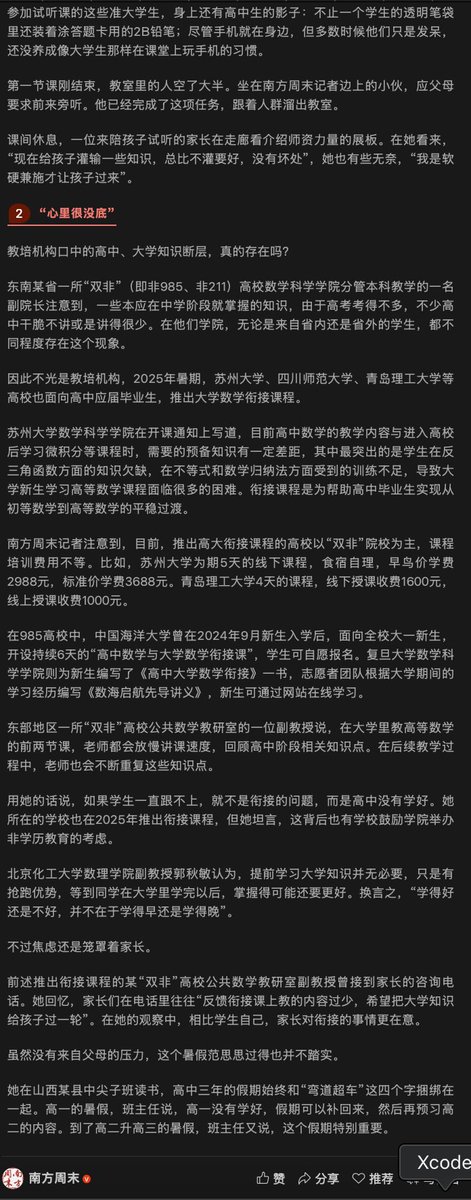 参加试听课的这些准大学生，身上还有高中生的影子：不止一个学生的透明笔袋
里还装着涂答题卡用的2B铅笔；尽管手机就在身边，但多数时候他们只是发呆，
还没养成像大学生那样在课堂上玩手机的习惯。
第一节课刚结束，教室里的人空了大半。坐在南方周末记者边上的小伙，应父母
要求前来旁听。他已经完成了这项任务，跟着人群溜出教室。
课间休息，一位来陪孩子试听的家长在走廊看介绍师资力量的展板。在她看来，
“现在给孩子灌输一些知识，总比不灌要好，没有坏处”，她也有些无奈，“我是软
硬兼施才让孩子过来”。
2 “心里很没底”
教培机构口中的高中、大学知识断层，真的存在吗?
东南某省一所“双非”（即非985、非211）高校数学科学学院分管本科教学的一名
副院长注意到，一些本应在中学阶段就掌握的知识，由于高考考得不多，不少高
中干脆不讲或是讲得很少。在他们学院，无论是来自省内还是省外的学生，都不
同程度存在这个现象。
因此不光是教培机构，2025年暑期，苏州大学、四川师范大学、青岛理工大学等
高校也面向高中应届毕业生，推出大学数学衔接课程。
苏州大学数学科学学院在开课通知上写道，目前高中数学的教学内容与进入高校
后学习微积分等课程时，需要的预备知识有一定差距，其中最突出的是学生在反
三角函数方面的知识欠缺，在不等式和数学归纳法方面受到的训练不足，导致大
学新生学习高等数学课程面临很多的困难。衔接课程是为帮助高中毕业生实现从
初等数学到高等数学的平稳过渡。
南方周末记者注意到，目前，推出高大衔接课程的高校以“双非”院校为主，课程
培训费用不等。比如，苏州大学为期5天的线下课程，食宿自理，早鸟价学费
2988元，标准价学费3688元。青岛理工大学4天的课程，线下授课收费1600元，
线上授课收费1000元。
在985高校中，中国海洋大学曾在2024年9月新生入学后，面向全校大一新生，
开设持续6天的“高中数学与大学数学衔接课”，学生可自愿报名。复旦大学数学科
学学院则为新生编写了《高中大学数学衔接》一书，志愿者团队根据大学期间的
学习经历编写《数海启航先导讲义》，新生可通过网站在线学习。
东部地区一所“双非”高校公共数学教研室的一位副教授说，在大学里教高等数学
的前两节课，老师都会放慢讲课速度，回顾高中阶段相关知识点。在后续教学过
程中，老师也会不断重复这些知识点。
用她的话说，如果学生一直跟不上，就不是衔接的问题，而是高中没有学好。她
所在的学校也在2025年推出衔接课程，但她坦言，这背后也有学校鼓励学院举办
非学历教育的考虑。
北京化工大学数理学院副教授郭秋敏认为，提前学习大学知识并无必要，只是有
抢跑优势，等到同学在大学里学完以后，掌握得可能还要更好。换言之，“学得好
还是不好，并不在于学得早还是学得晚”。
不过焦虑还是笼罩着家长。
前述推出衔接课程的某“双非”高校公共数学教研室副教授曾接到家长的咨询电
话。她回忆，家长们在电话里往往“反馈衔接课上教的内容过少，希望把大学知识
给孩子过一轮”。在她的观察中，相比学生自己，家长对衔接的事情更在意。
虽然没有来自父母的压力，这个暑假范思思过得也并不踏实。
她在山西某县中尖子班读书，高中三年的假期始终和“弯道超车”这四个字捆绑在
一起。高一的暑假，班主任说，高一没有学好，假期可以补回来，然后再预习高
二的内容。到了高二升高三的暑假，班主任又说，这个假期特别重要。
南方周末 赞 分享 推荐
Xcode